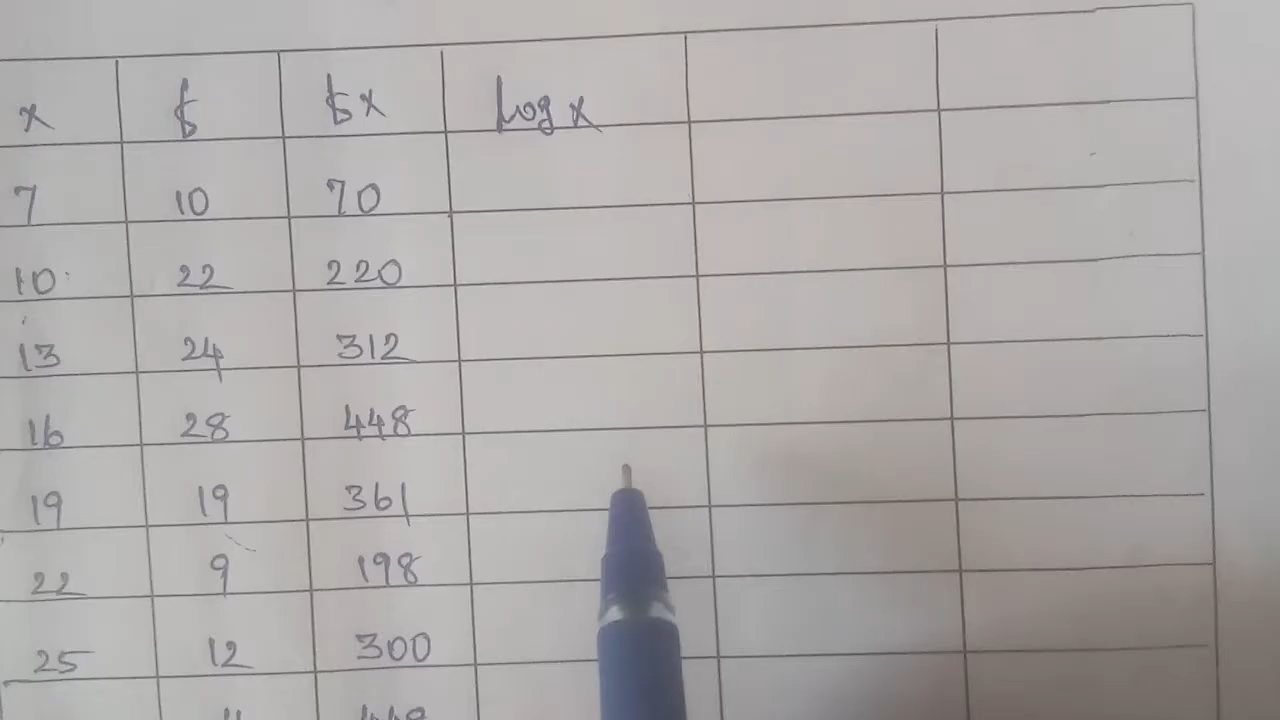 x f fx log x
7 10 70
10 22 220
13 24 312
16 28 448
19 19 361
22 9 198
25 12 300